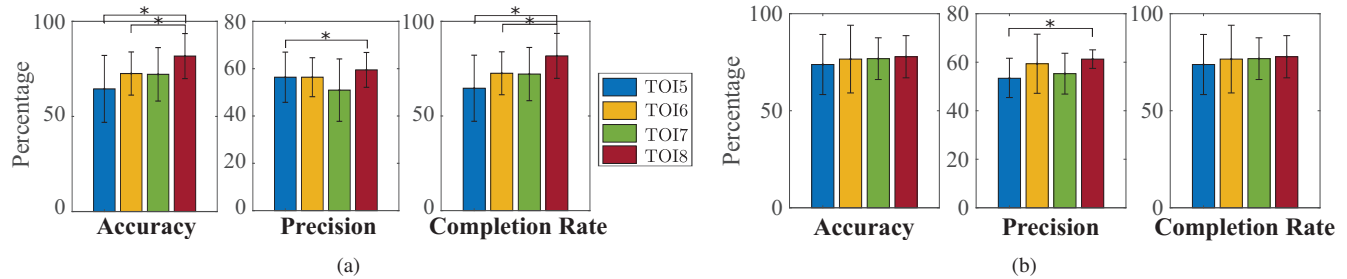 Percentage
100
50
0
*
*
Accuracy
80
60
40
20
0
*
Precision
100
50
0
*
*
Completion Rate
TOI5
TOI6
TOI7
TOI8
(a)
Percentage
100
50
0
Accuracy
80
60
40
20
0
*
Precision
100
50
0
Completion Rate
(b)